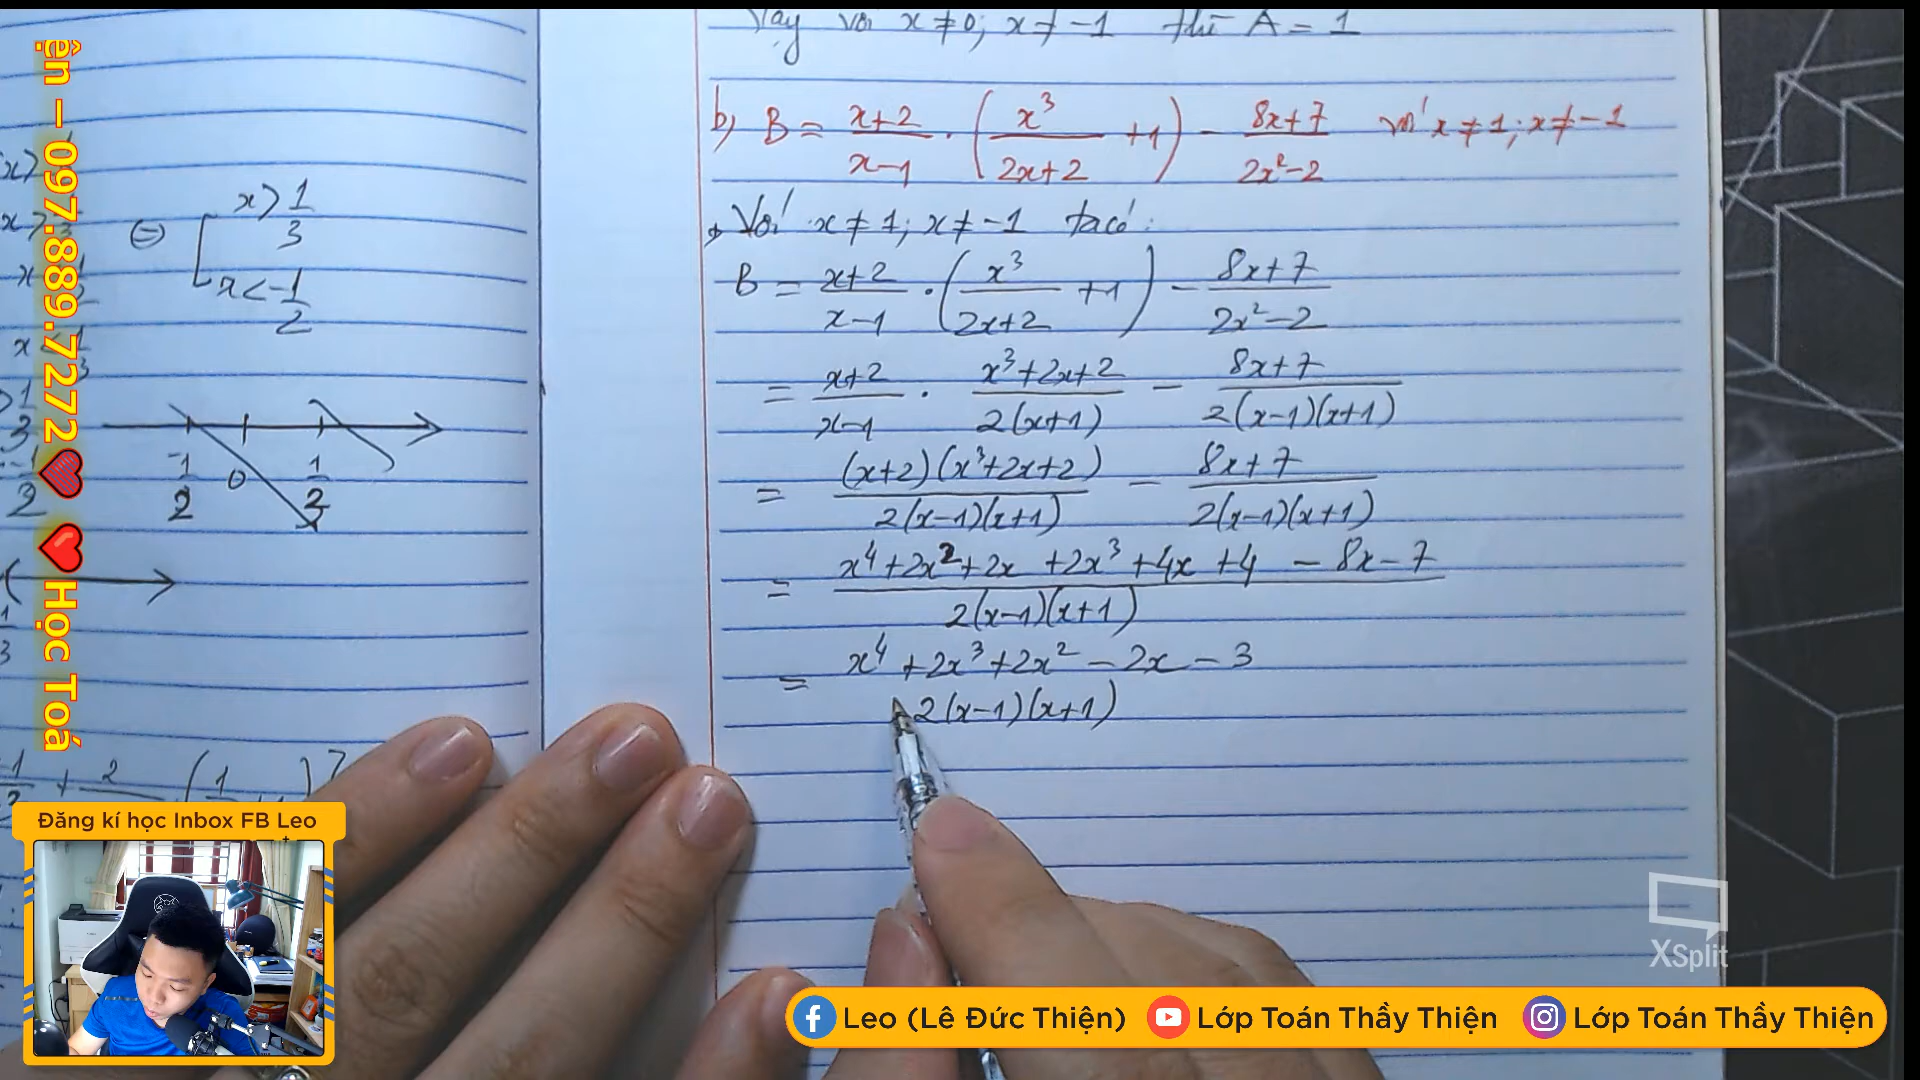 Vậy với x ≠ 0; x ≠ -1 thì A = 1
b) B = (x+2)/(x-1) · (x³/(2x+2) + 1) - (8x+7)/(2x²-2) với x ≠ 1; x ≠ -1
Với x ≠ 1; x ≠ -1 ta có:
B = (x+2)/(x-1) · (x³/(2x+2) + 1) - (8x+7)/(2x²-2)
= (x+2)/(x-1) · (x³+2x+2)/(2(x+1)) - (8x+7)/(2(x-1)(x+1))
= (x+2)(x³+2x+2)/(2(x-1)(x+1)) - (8x+7)/(2(x-1)(x+1))
= (x⁴+2x²+2x+2x³+4x+4-8x-7)/(2(x-1)(x+1))
= (x⁴+2x³+2x²-2x-3)/(2(x-1)(x+1))
⇔ [ x > 1/3
x < -1/2
-1/2 0 1/2
ện – 097.889.7272 ❤ ❤ Học Toá
Đăng kí học Inbox FB Leo
XSplit
Leo (Lê Đức Thiện) Lớp Toán Thầy Thiện Lớp Toán Thầy Thiện